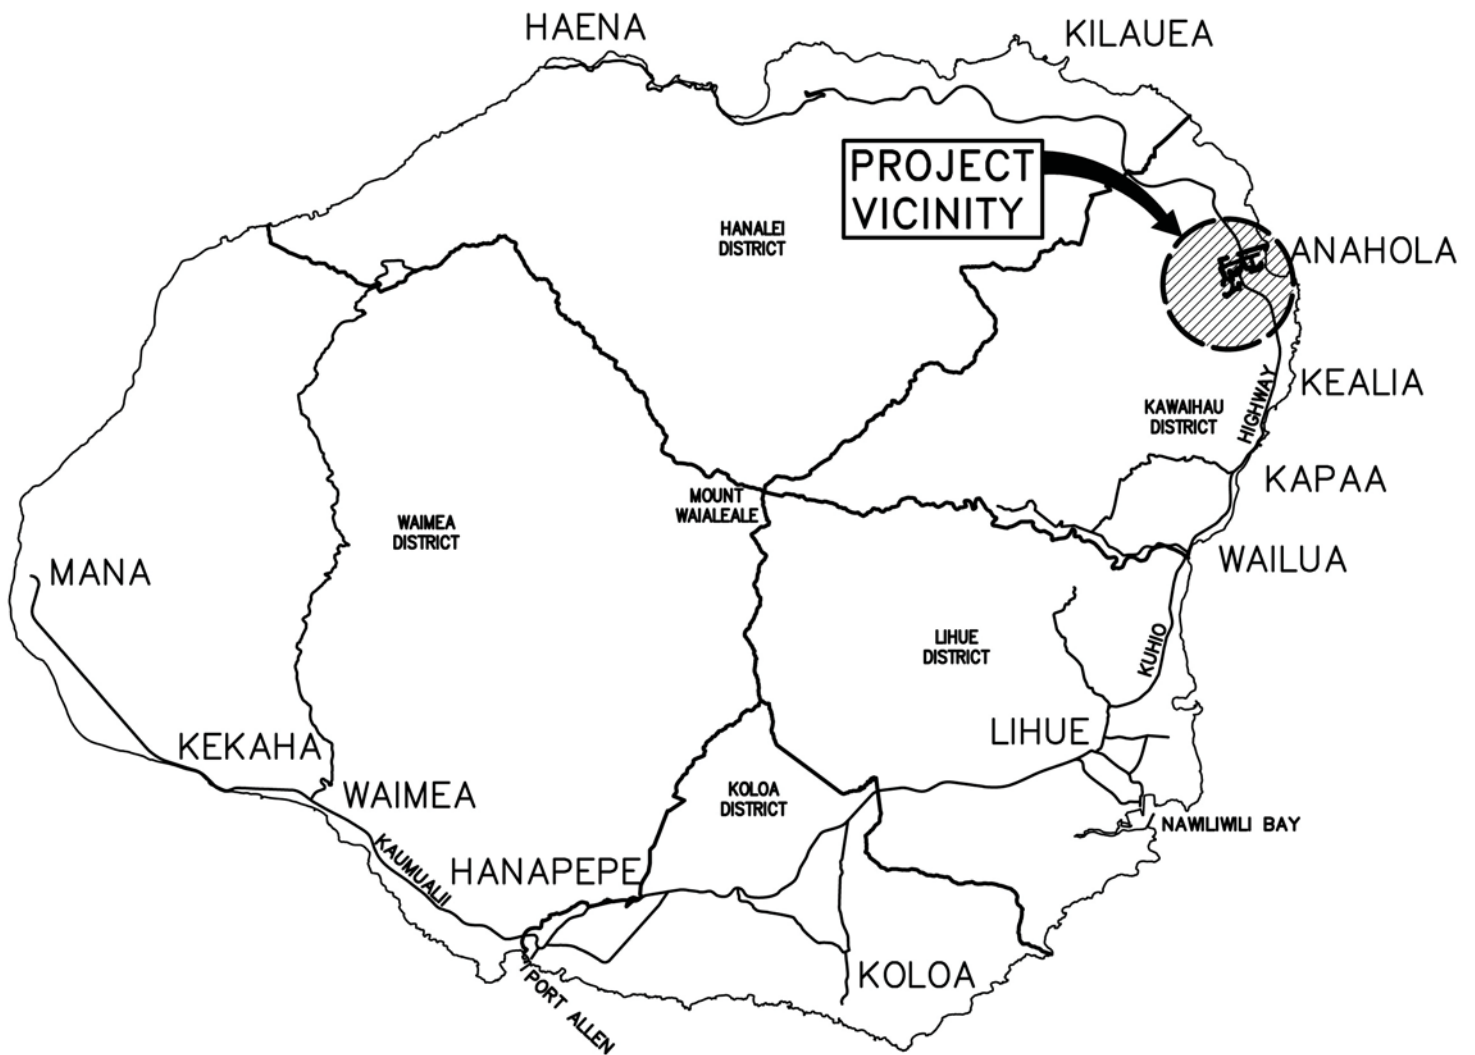 HAENA
KILAUEA
PROJECT
VICINITY
HANALEI
DISTRICT
ANAHOLA
KEALIA
HIGHWAY
KAWAIHAU
DISTRICT
KAPAA
MOUNT
WAIALEALE
WAIMEA
DISTRICT
WAILUA
MANA
LIHUE
DISTRICT
KUHIO
LIHUE
KEKAHA
WAIMEA
KOLOA
DISTRICT
NAWILIWILI BAY
KAUMUALII
HANAPEPE
KOLOA
PORT ALLEN